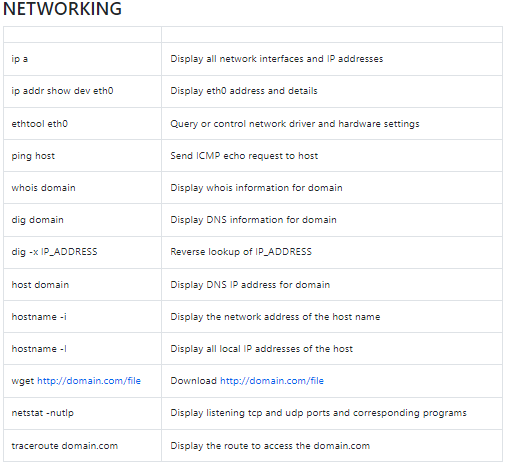 NETWORKING
ip a Display all network interfaces and IP addresses
ip addr show dev eth0 Display eth0 address and details
ethtool eth0 Query or control network driver and hardware settings
ping host Send ICMP echo request to host
whois domain Display whois information for domain
dig domain Display DNS information for domain
dig -x IP_ADDRESS Reverse lookup of IP_ADDRESS
host domain Display DNS IP address for domain
hostname -i Display the network address of the host name
hostname -I Display all local IP addresses of the host
wget http://domain.com/file Download http://domain.com/file
netstat -nutlp Display listening tcp and udp ports and corresponding programs
traceroute domain.com Display the route to access the domain.com